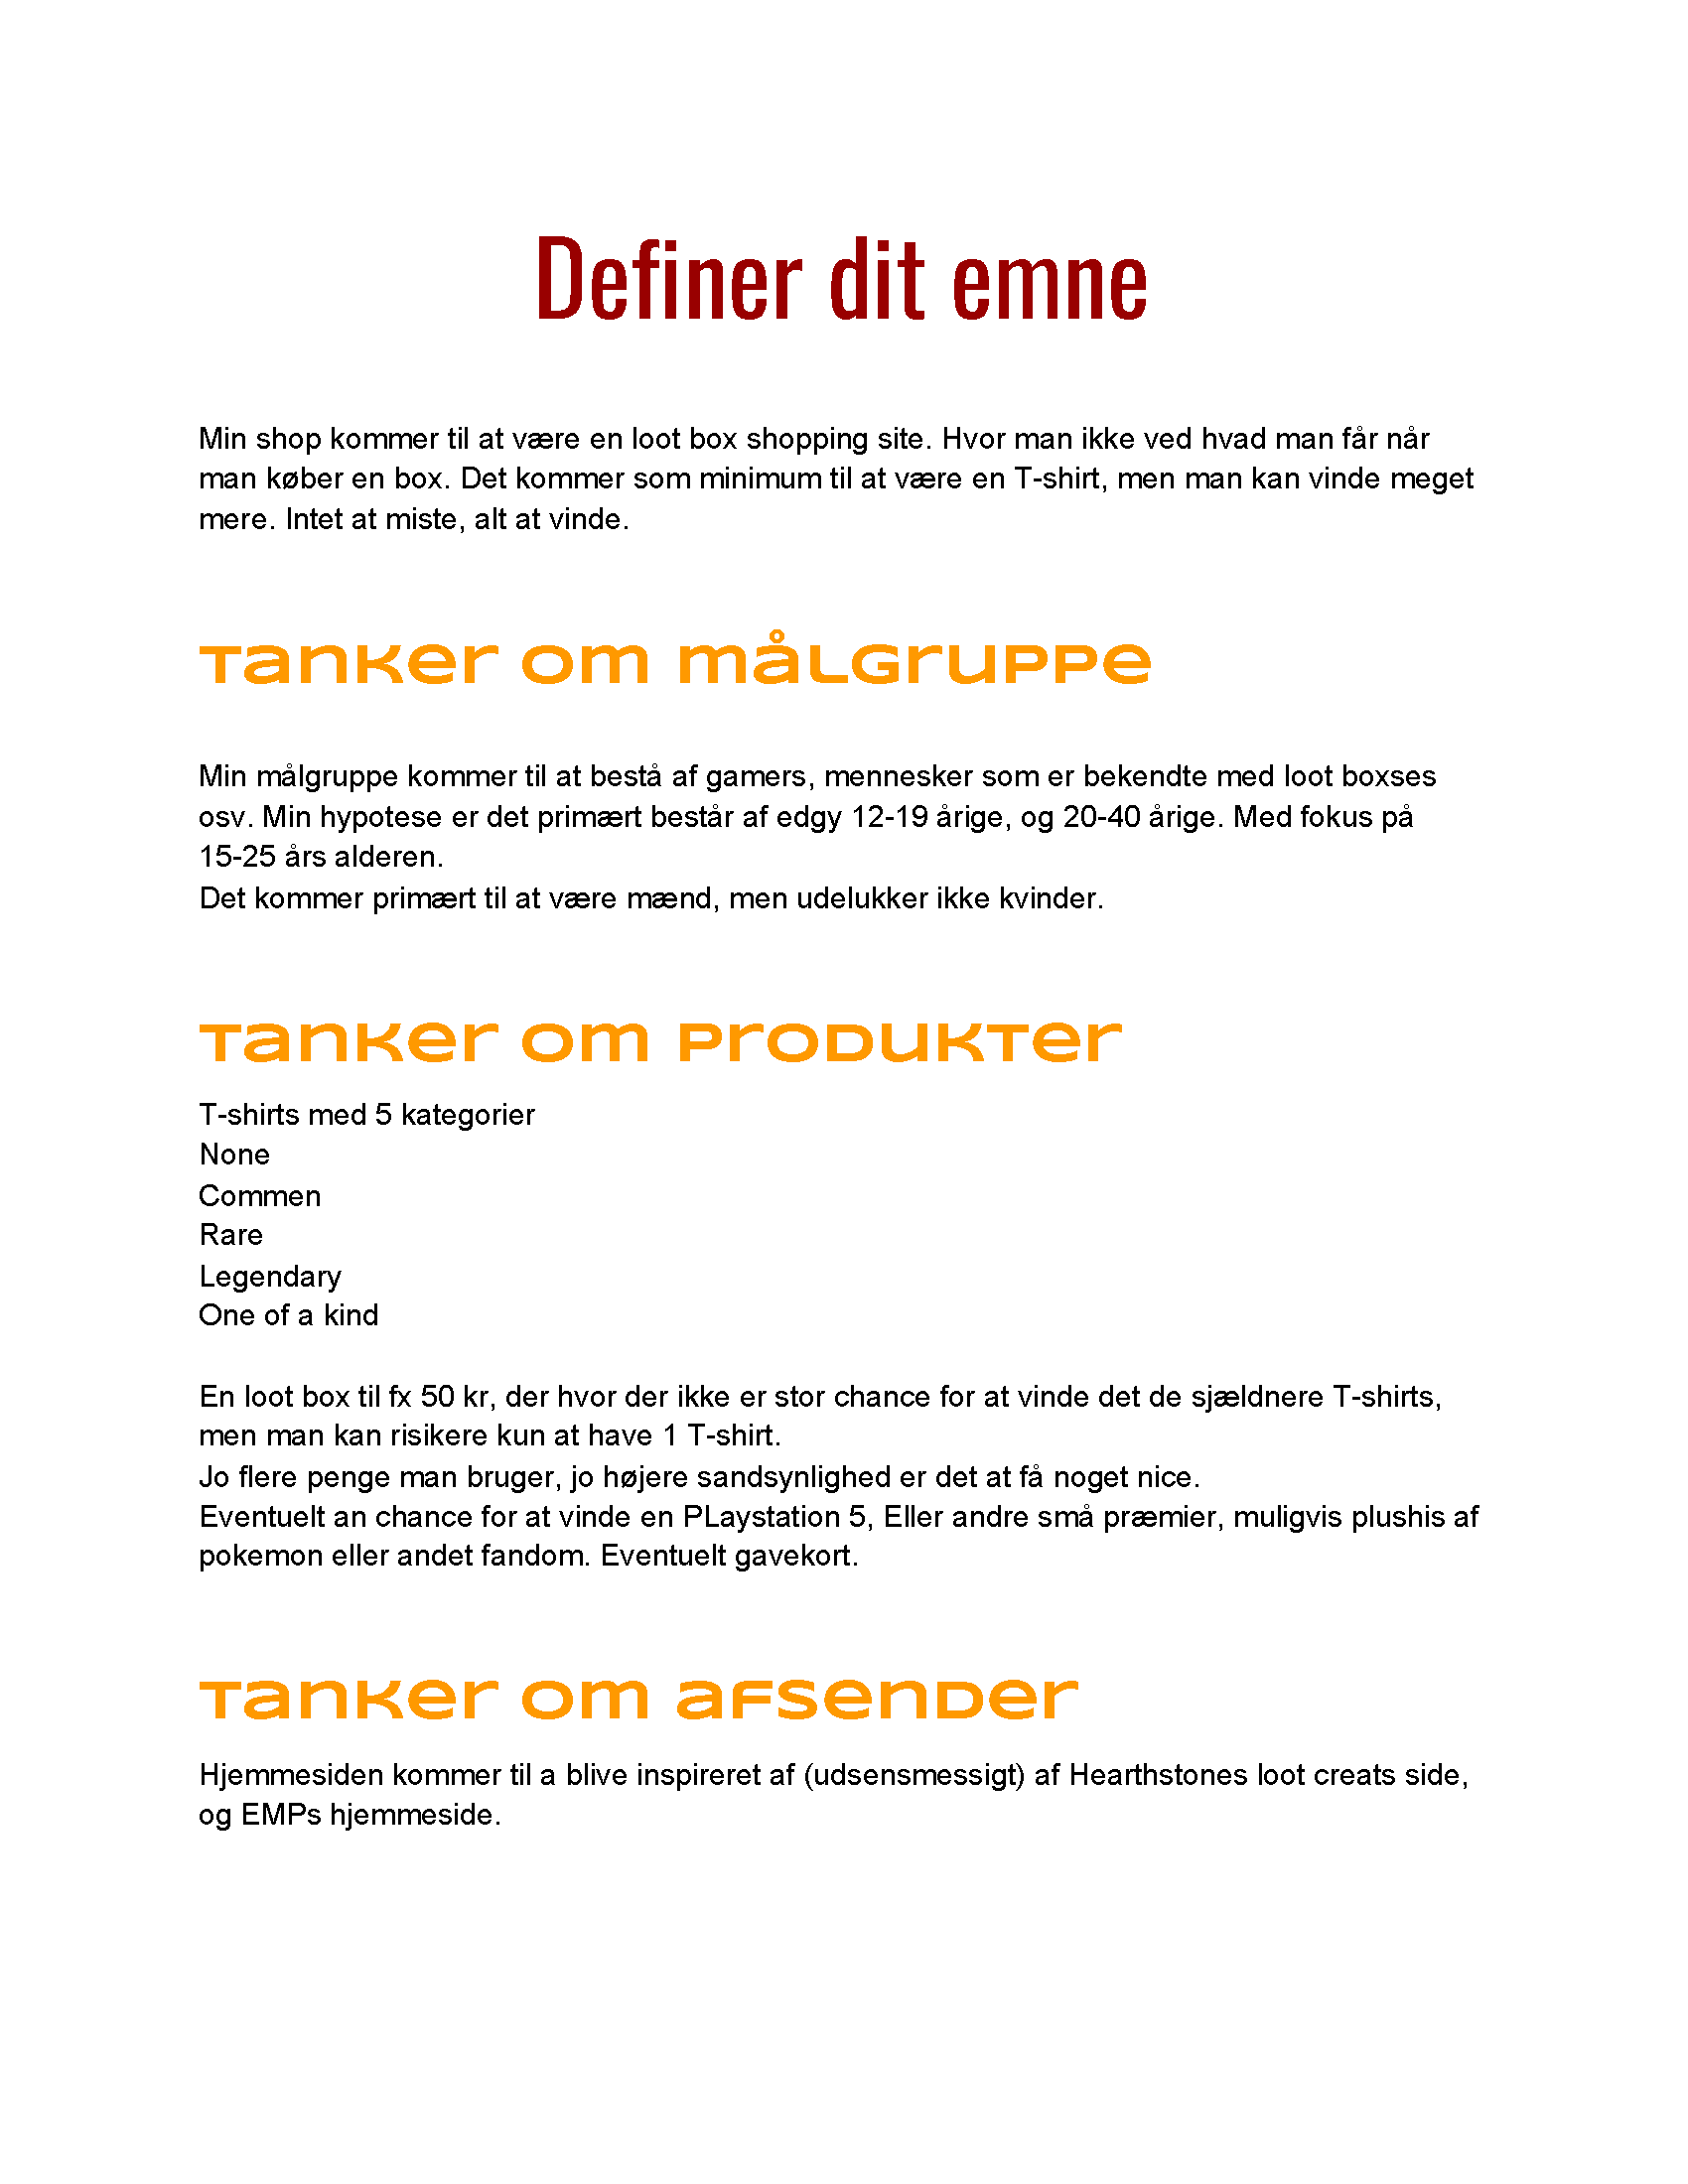 Definer dit emne
Min shop kommer til at være en loot box shopping site. Hvor man ikke ved hvad man får når
man køber en box. Det kommer som minimum til at være en T-shirt, men man kan vinde meget
mere. Intet at miste, alt at vinde.
Tanker om målgruppe
Min målgruppe kommer til at bestå af gamers, mennesker som er bekendte med loot boxses
osv. Min hypotese er det primært består af edgy 12-19 årige, og 20-40 årige. Med fokus på
15-25 års alderen.
Det kommer primært til at være mænd, men udelukker ikke kvinder.
Tanker om produkter
T-shirts med 5 kategorier
None
Commen
Rare
Legendary
One of a kind
En loot box til fx 50 kr, der hvor der ikke er stor chance for at vinde det de sjældnere T-shirts,
men man kan risikere kun at have 1 T-shirt.
Jo flere penge man bruger, jo højere sandsynlighed er det at få noget nice.
Eventuelt an chance for at vinde en PLaystation 5, Eller andre små præmier, muligvis plushis af
pokemon eller andet fandom. Eventuelt gavekort.
Tanker om afsender
Hjemmesiden kommer til a blive inspireret af (udsensmessigt) af Hearthstones loot creats side,
og EMPs hjemmeside.